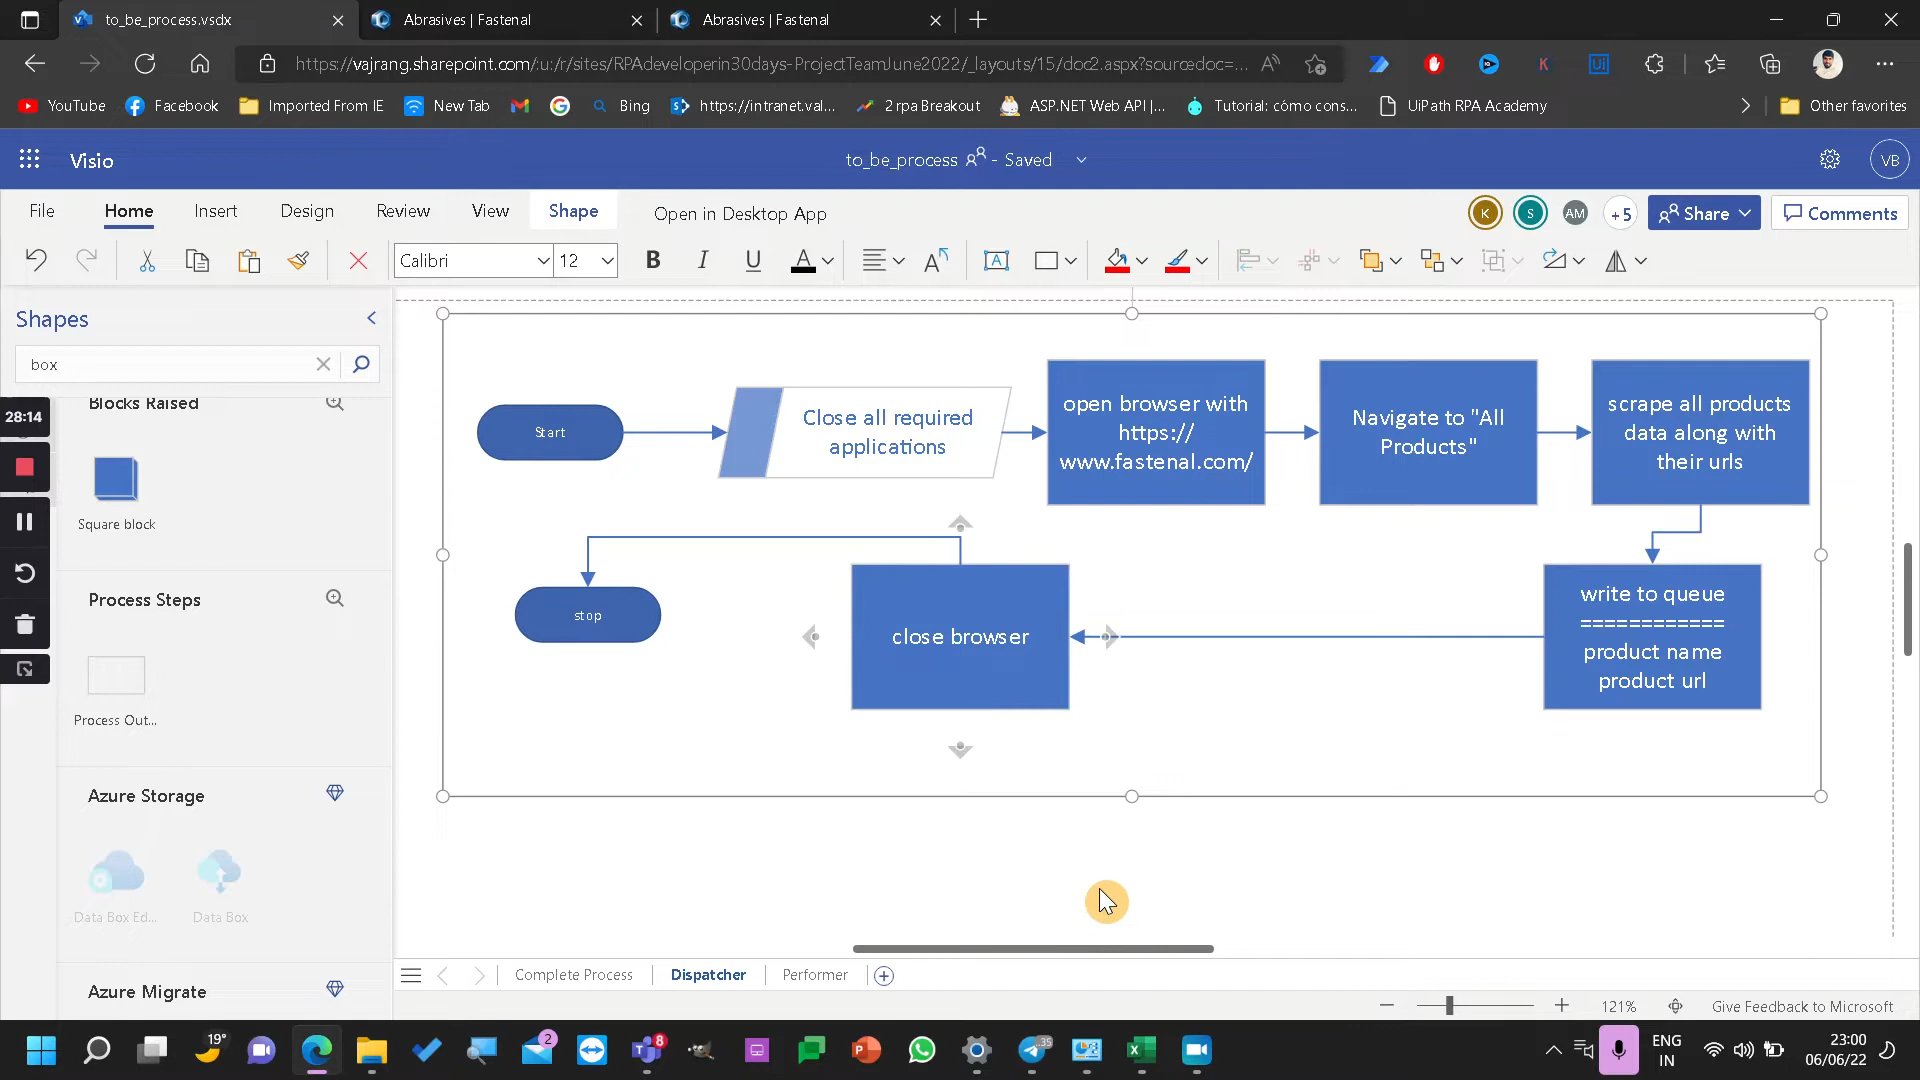 to_be_process.vsdx
Abrasives | Fastenal
Abrasives | Fastenal
https://vajrang.sharepoint.com/:u:/r/sites/RPAdeveloperin30days-ProjectTeamJune2022/_layouts/15/doc2.aspx?sourcedoc=...
YouTube
Facebook
Imported From IE
New Tab
Bing
https://intranet.val...
2 rpa Breakout
ASP.NET Web API |...
Tutorial: cómo cons...
UiPath RPA Academy
Other favorites
Visio
to_be_process - Saved
VB
File
Home
Insert
Design
Review
View
Shape
Open in Desktop App
K
S
AM
+5
Share
Comments
Calibri
12
B
I
U
A
Shapes
box
Blocks Raised
Square block
Process Steps
Process Out...
Azure Storage
Data Box Ed...
Data Box
Azure Migrate
28:14
Start
Close all required
applications
open browser with
https://
www.fastenal.com/
Navigate to "All
Products"
scrape all products
data along with
their urls
stop
close browser
write to queue
============
product name
product url
Complete Process
Dispatcher
Performer
121%
Give Feedback to Microsoft
19°
2
8
35
ENG
IN
23:00
06/06/22